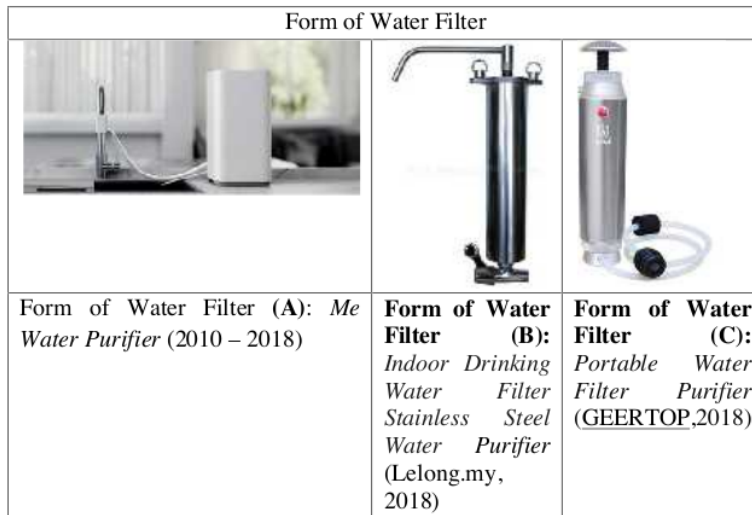 Form of Water Filter
Form of Water Filter (A): Me
Water Purifier (2010 – 2018)
Form of Water
Filter (B):
Indoor Drinking
Water Filter
Stainless Steel
Water Purifier
(Lelong.my,
2018)
Form of Water
Filter (C):
Portable Water
Filter Purifier
(GEERTOP,2018)